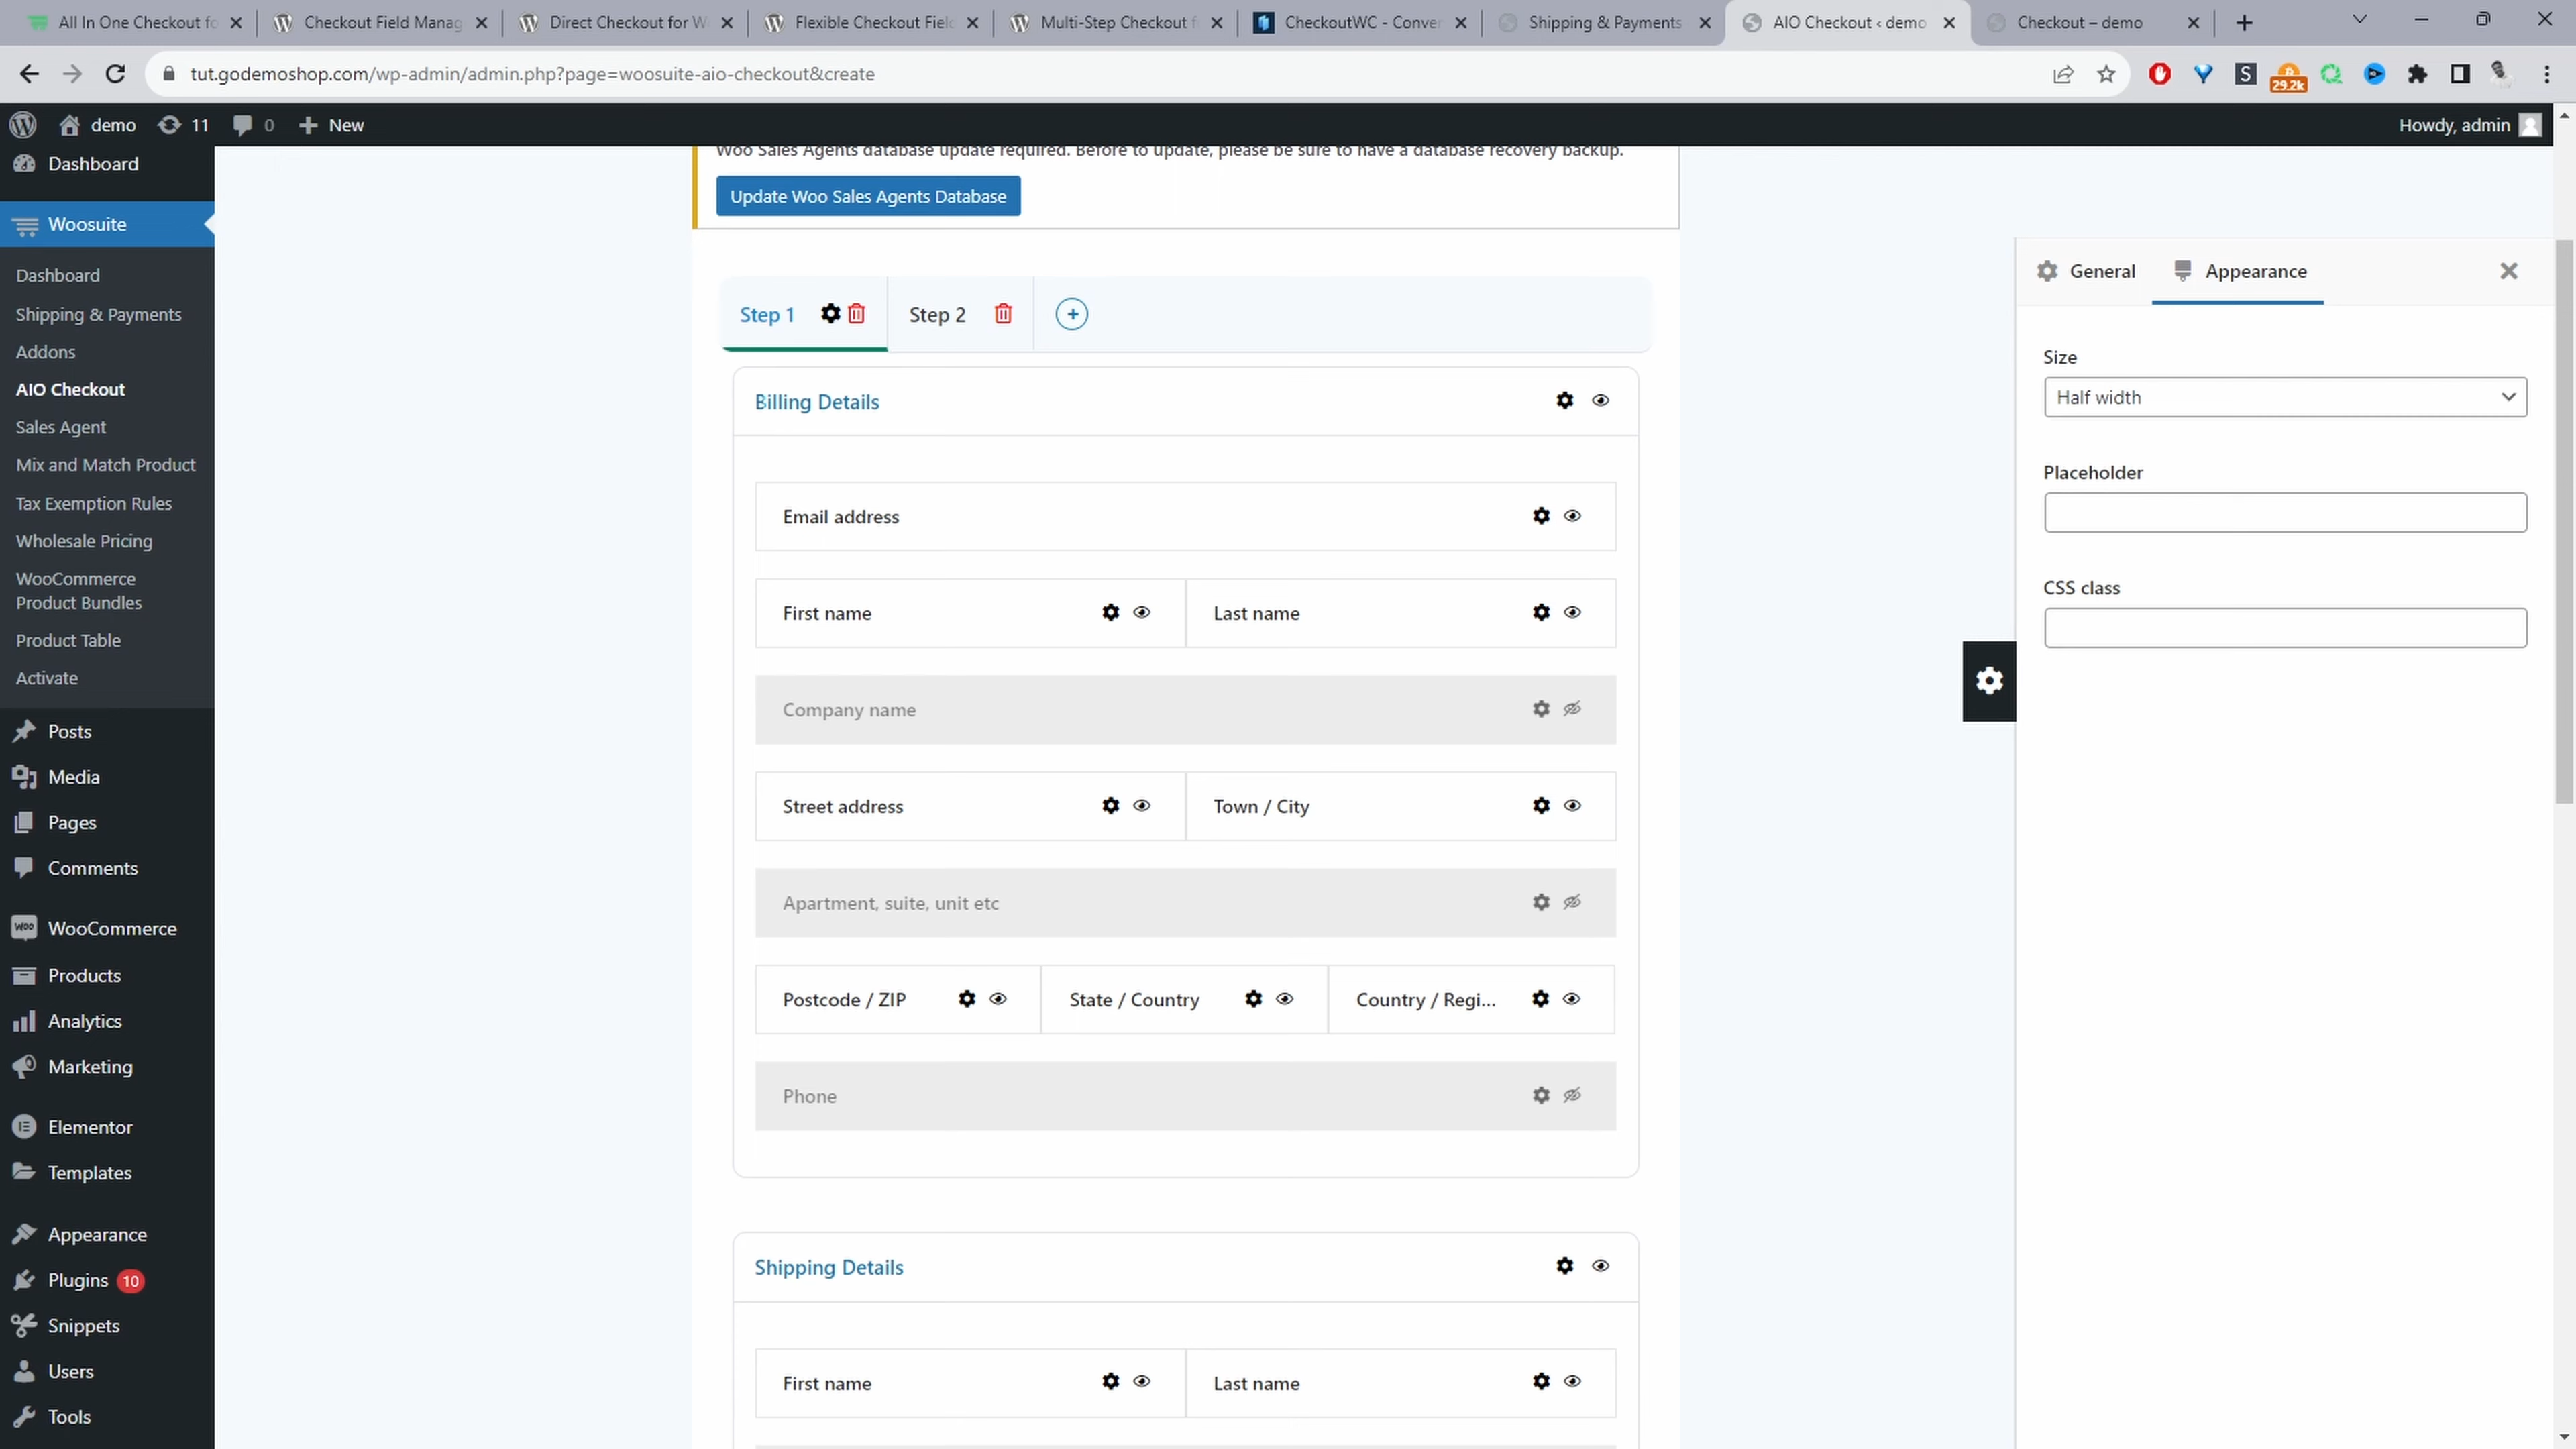 All In One Checkout fo
Checkout Field Manag
Direct Checkout for W
Flexible Checkout Field
Multi-Step Checkout f
CheckoutWC - Conver
Shipping & Payments
AIO Checkout ‹ demo
Checkout – demo
tut.godemoshop.com/wp-admin/admin.php?page=woosuite-aio-checkout&create
S
29.2k
demo
11
0
New
Howdy, admin
Dashboard
Woosuite
Dashboard
Shipping & Payments
Addons
AIO Checkout
Sales Agent
Mix and Match Product
Tax Exemption Rules
Wholesale Pricing
WooCommerce
Product Bundles
Product Table
Activate
Posts
Media
Pages
Comments
WooCommerce
Products
Analytics
Marketing
Elementor
Templates
Appearance
Plugins 10
Snippets
Users
Tools
Woo Sales Agents database update required. Before to update, please be sure to have a database recovery backup.
Update Woo Sales Agents Database
Step 1
Step 2
Billing Details
Email address
First name
Last name
Company name
Street address
Town / City
Apartment, suite, unit etc
Postcode / ZIP
State / Country
Country / Regi...
Phone
Shipping Details
First name
Last name
General
Appearance
Size
Half width
Placeholder
CSS class